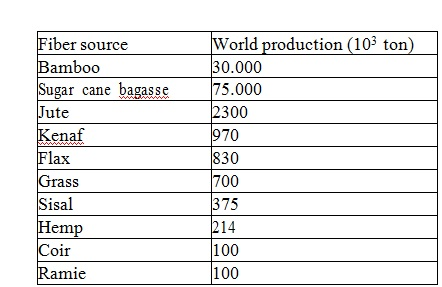 Fiber source World production (10³ ton)
Bamboo 30.000
Sugar cane bagasse 75.000
Jute 2300
Kenaf 970
Flax 830
Grass 700
Sisal 375
Hemp 214
Coir 100
Ramie 100